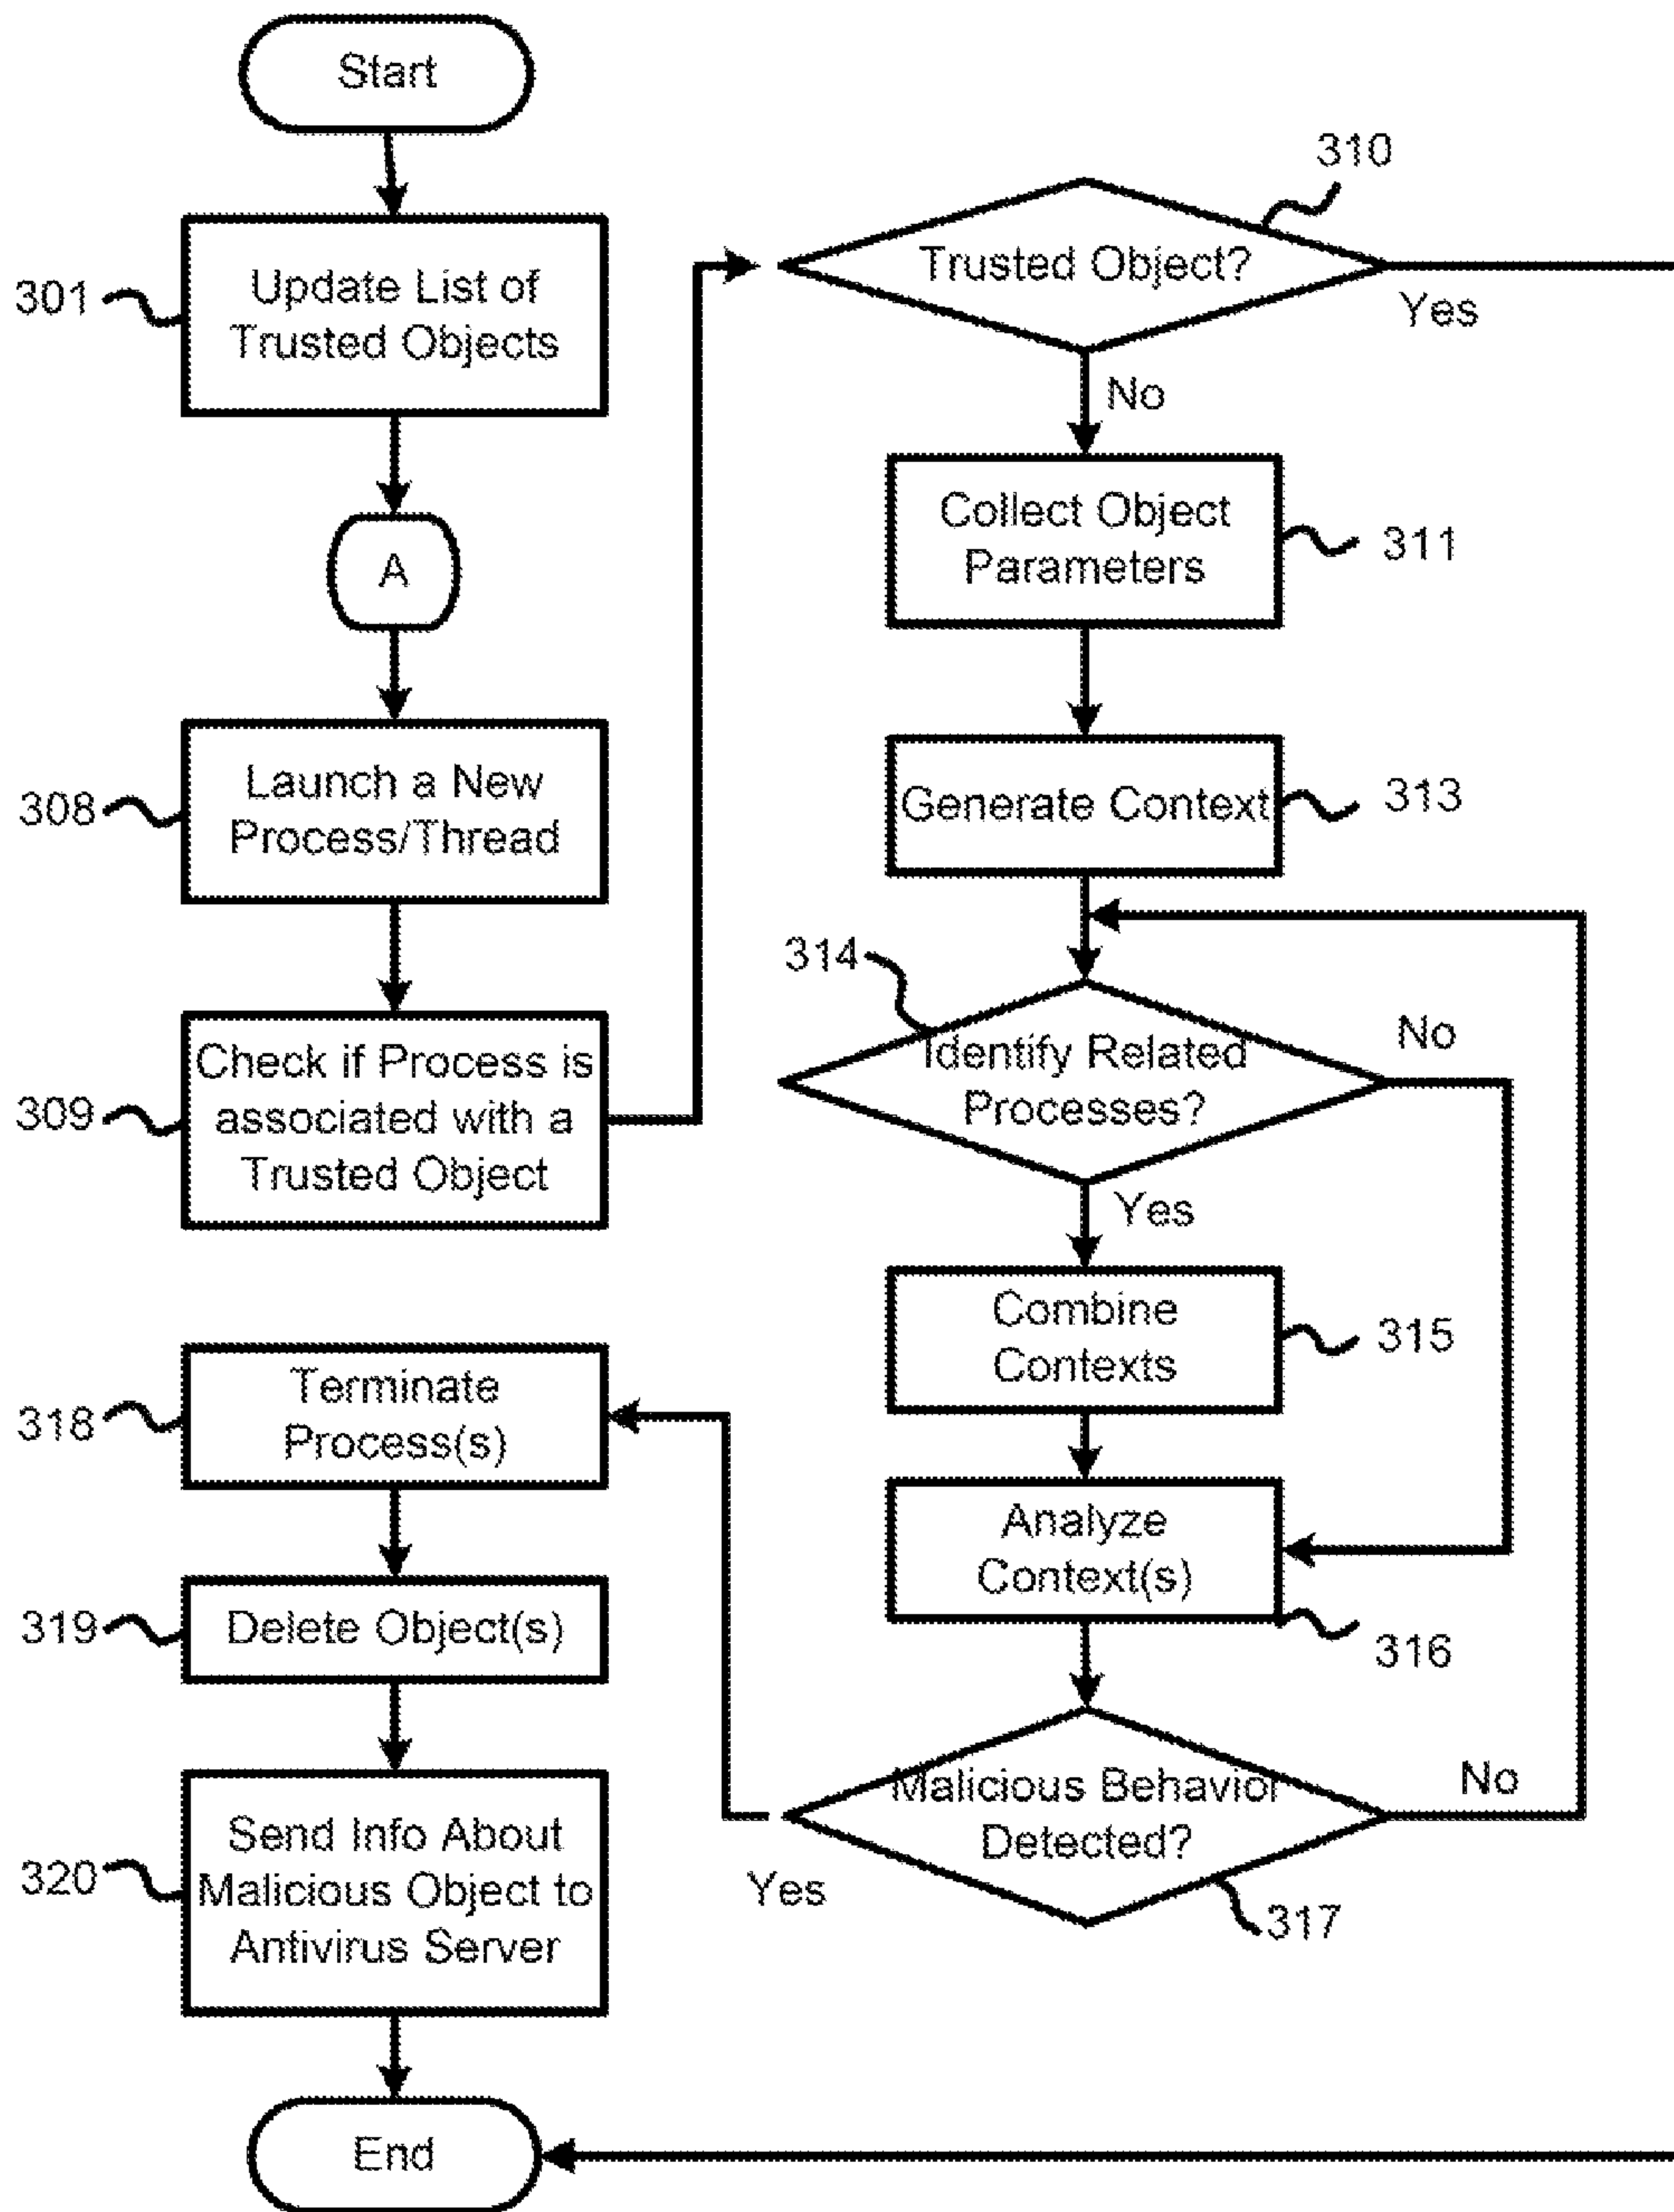 Start
301
Update List of
Trusted Objects
A
308
Launch a New
Process/Thread
309
Check if Process is
associated with a
Trusted Object
310
Trusted Object?
Yes
No
Collect Object
Parameters
311
Generate Context
313
314
Identify Related
Processes?
No
Yes
Combine
Contexts
315
Analyze
Context(s)
316
Malicious Behavior
Detected?
No
Yes
317
318
Terminate
Process(s)
319
Delete Object(s)
320
Send Info About
Malicious Object to
Antivirus Server
End